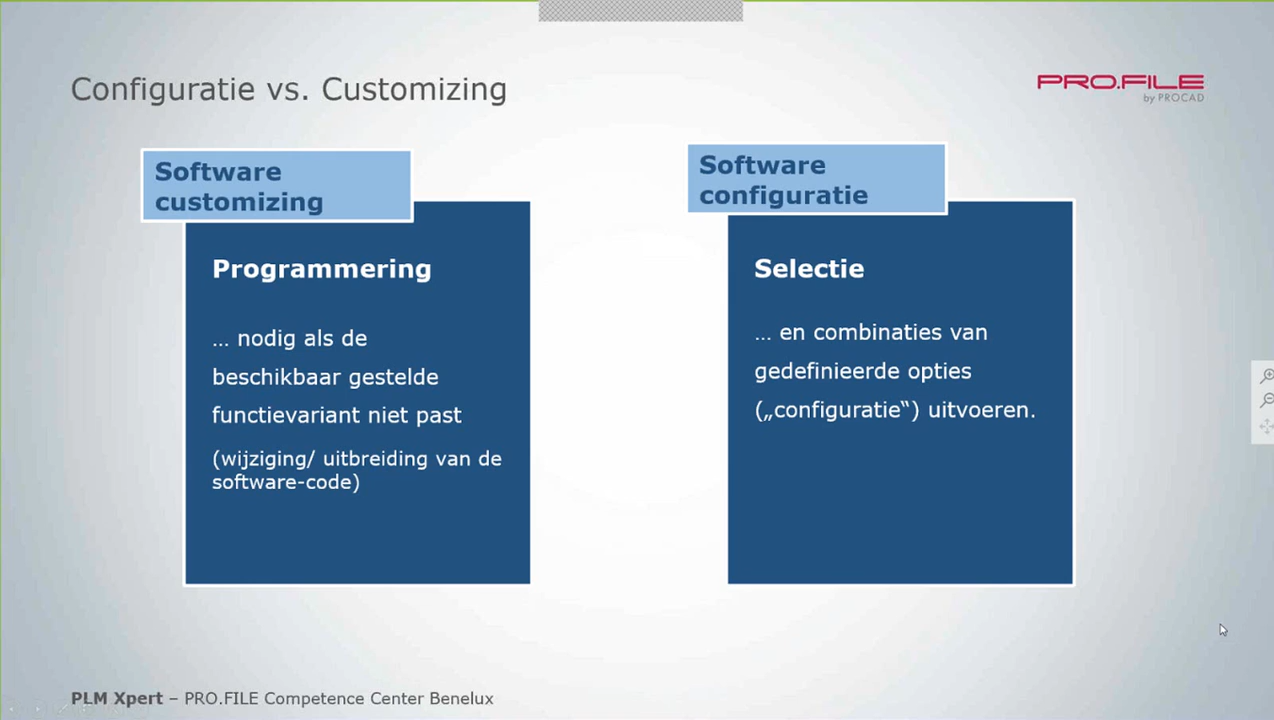 Configuratie vs. Customizing
PRO.FILE
by PROCAD
Software
customizing
Programmering
... nodig als de
beschikbaar gestelde
functievariant niet past
(wijziging/ uitbreiding van de
software-code)
Software
configuratie
Selectie
... en combinaties van
gedefinieerde opties
(„configuratie“) uitvoeren.
PLM Xpert – PRO.FILE Competence Center Benelux